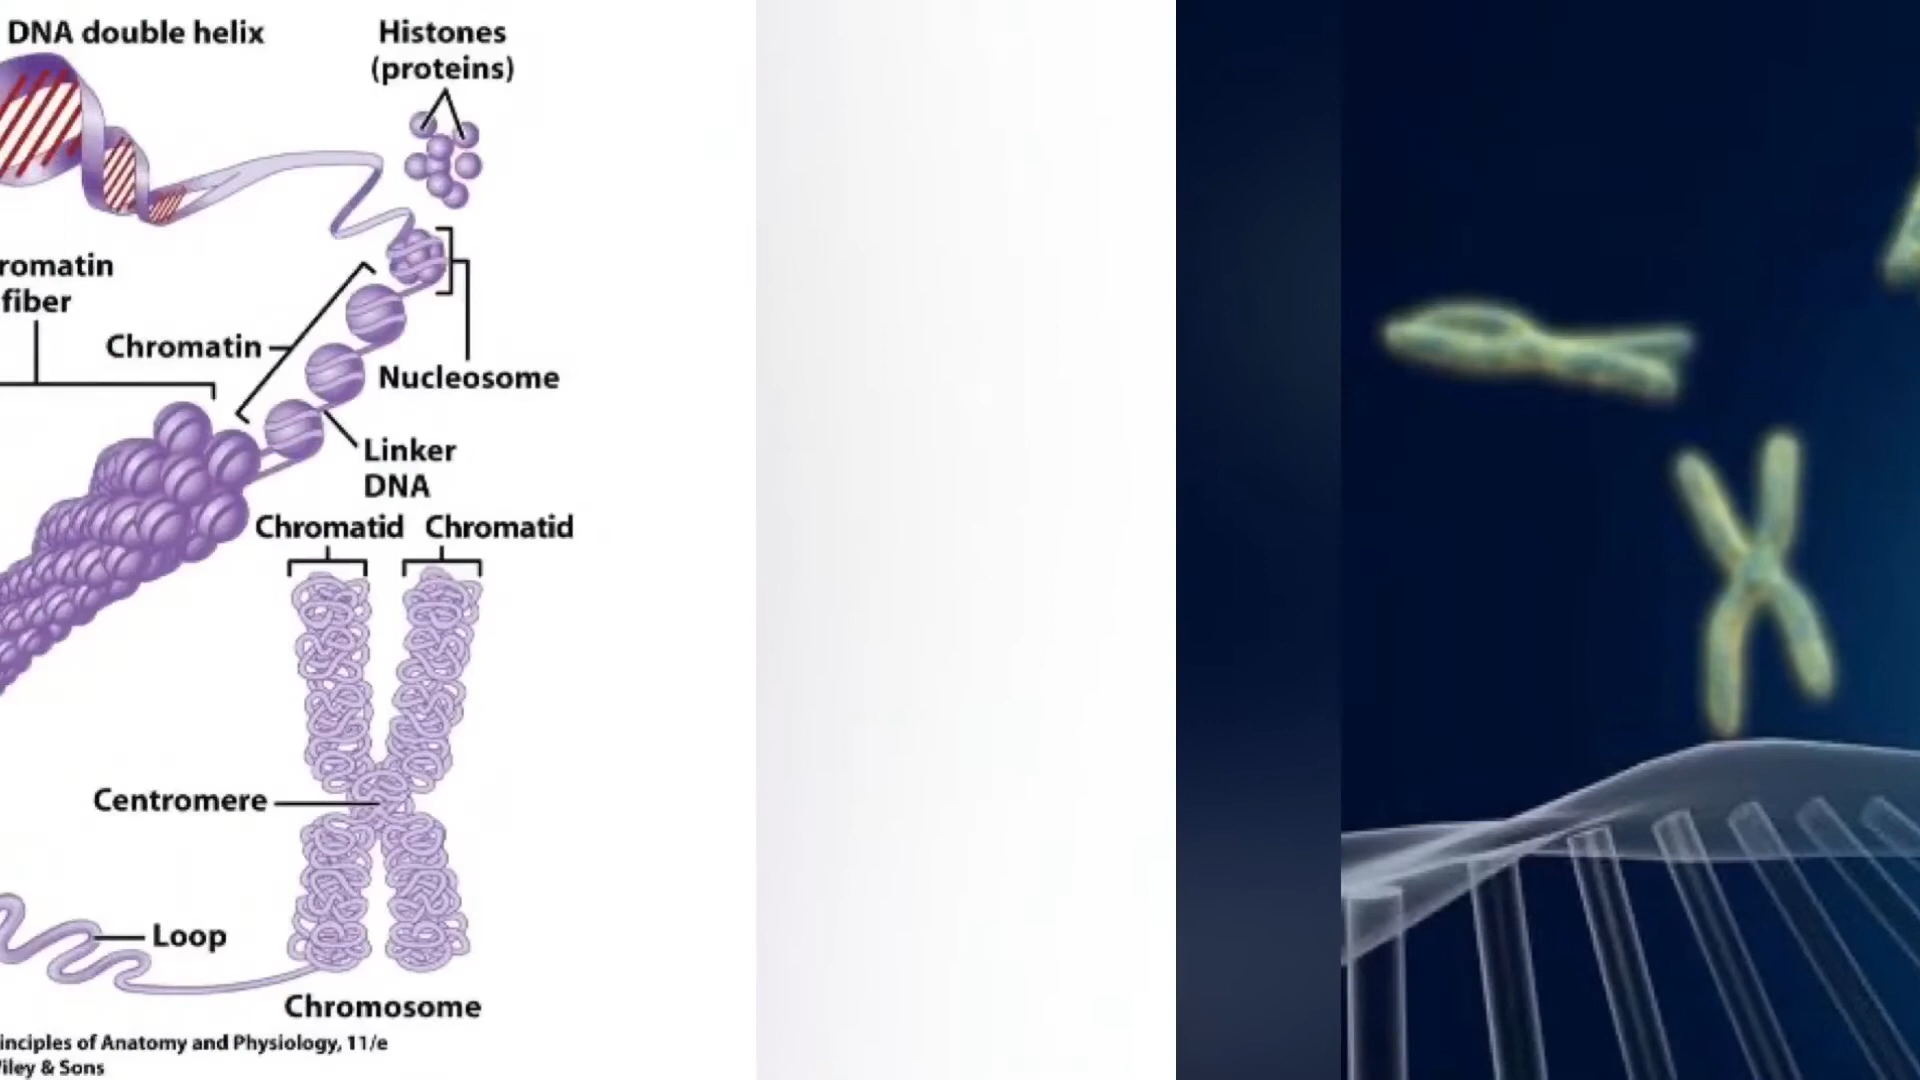 DNA double helix
Histones
(proteins)
romatin
fiber
Chromatin
Nucleosome
Linker
DNA
Chromatid Chromatid
Centromere
Loop
Chromosome
inciples of Anatomy and Physiology, 11/e
iley & Sons